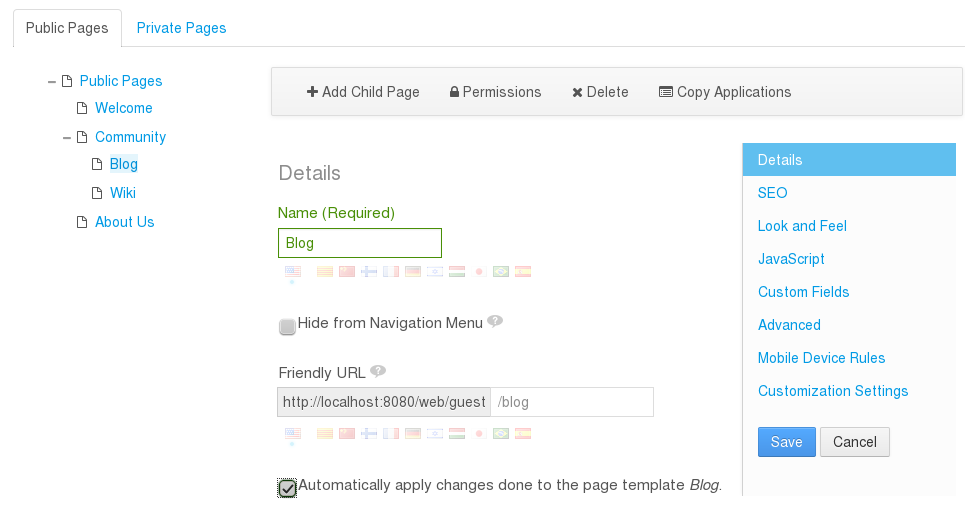 Public Pages
Private Pages
Public Pages
Welcome
Community
Blog
Wiki
About Us
Add Child Page
Permissions
Delete
Copy Applications
Details
Name (Required)
Blog
Hide from Navigation Menu ?
Friendly URL ?
http://localhost:8080/web/guest /blog
Automatically apply changes done to the page template Blog.
Details
SEO
Look and Feel
JavaScript
Custom Fields
Advanced
Mobile Device Rules
Customization Settings
Save
Cancel